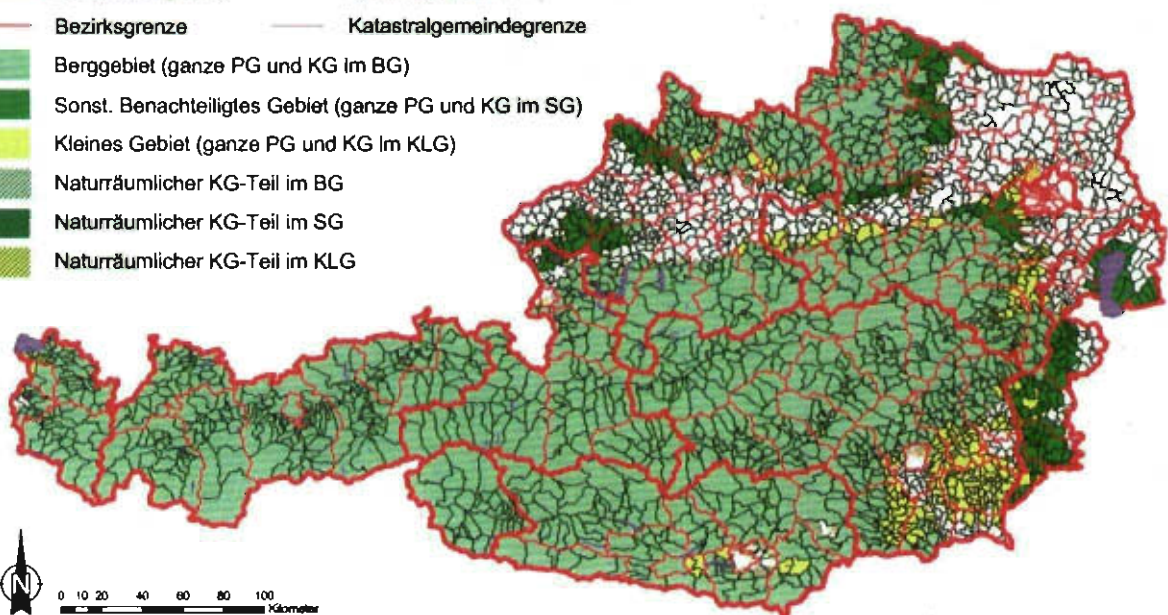 Bezirksgrenze Katastralgemeindegrenze
Berggebiet (ganze PG und KG im BG)
Sonst. Benachteiligtes Gebiet (ganze PG und KG im SG)
Kleines Gebiet (ganze PG und KG im KLG)
Naturräumlicher KG-Teil im BG
Naturräumlicher KG-Teil im SG
Naturräumlicher KG-Teil im KLG
N
0 10 20 40 60 80 100
Kilometer